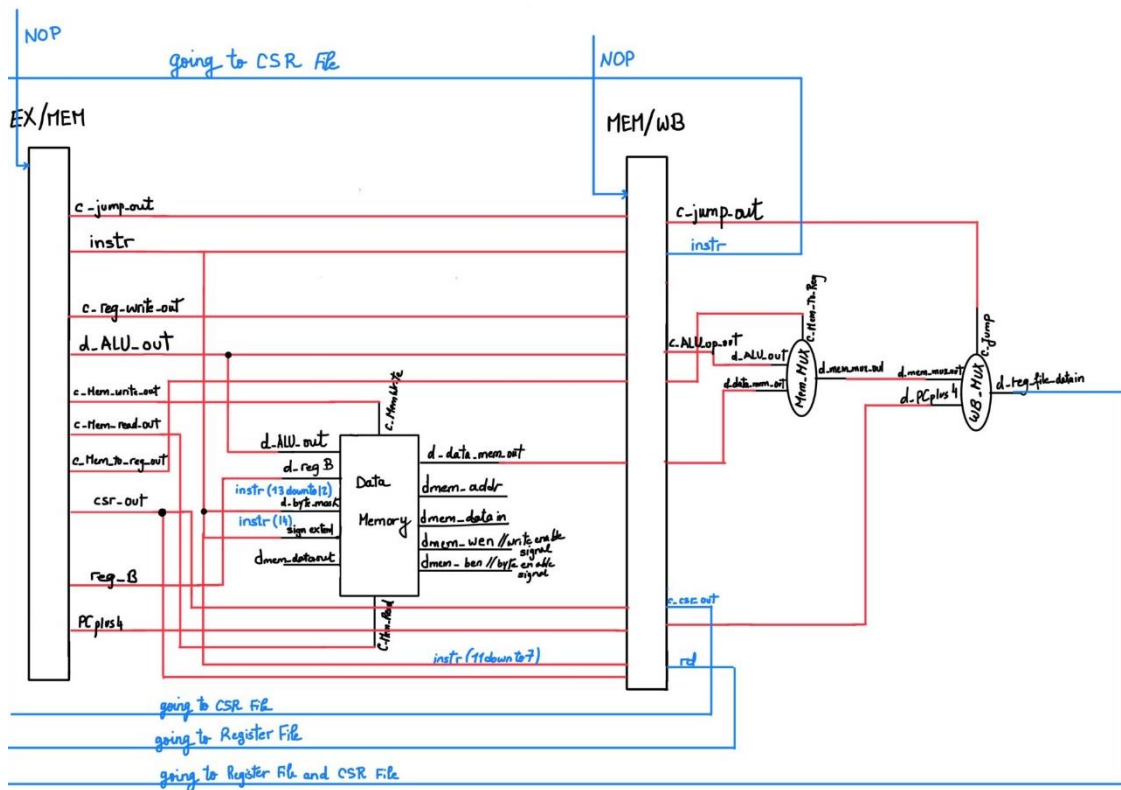 NOP
going to CSR File
NOP
EX/MEM
MEM/WB
c_jump_out
c_jump_out
instr
instr
c_Mem_To_Reg
c_Jump
c_reg_write_out
d_ALU_out
c_ALU_op_out
d_ALU_out
Mem_MUX
d_mem_mux_out
d_mem_mux_out
WB_MUX
d_reg_file_datain
d_data_mem_out
d_PCplus4
c_Mem_write_out
c_MemWrite
c_Mem_read_out
d_ALU_out
d_data_mem_out
c_Mem_to_reg_out
d_reg B
instr (13 downto 12)
Data
Memory
dmem_addr
csr_out
d_byte_mask
instr (14)
sign extend
dmem_datain
dmem_wen // write enable
signal
dmem_dataout
dmem_ben // byte enable
signal
reg_B
c_csr_out
C_Mem_Read
PCplus4
instr (11 downto 7)
rd
going to CSR File
going to Register File
going to Register File and CSR File